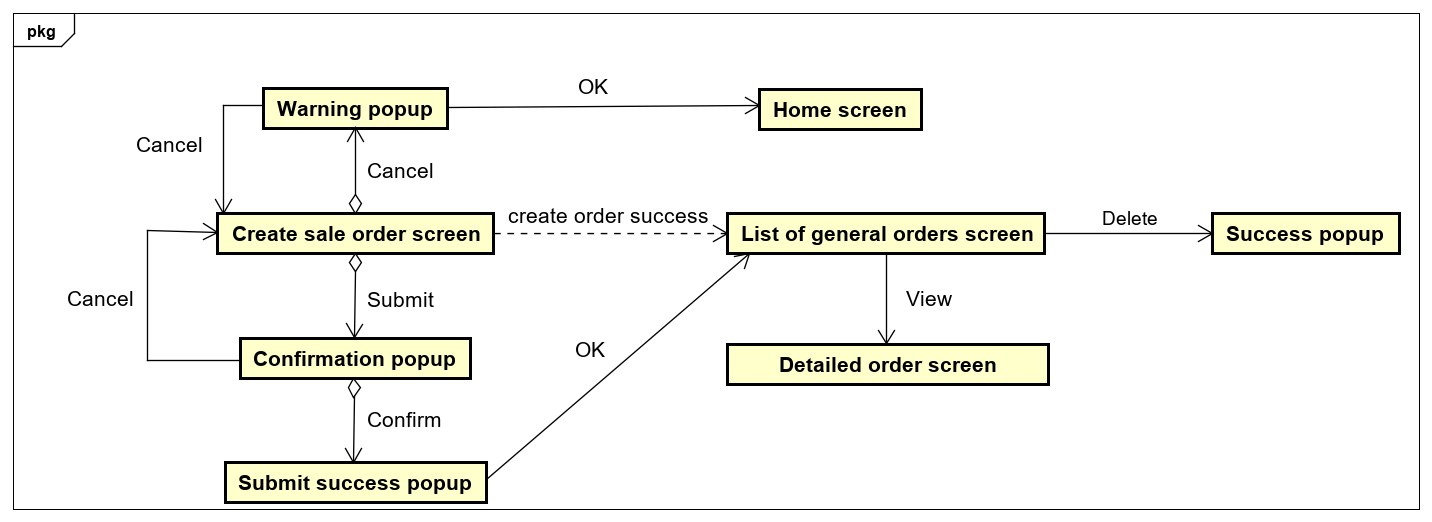 pkg
OK
Warning popup
Home screen
Cancel
Cancel
create order success
Create sale order screen
List of general orders screen
Delete
Success popup
Cancel
Submit
View
OK
Confirmation popup
Detailed order screen
Confirm
Submit success popup